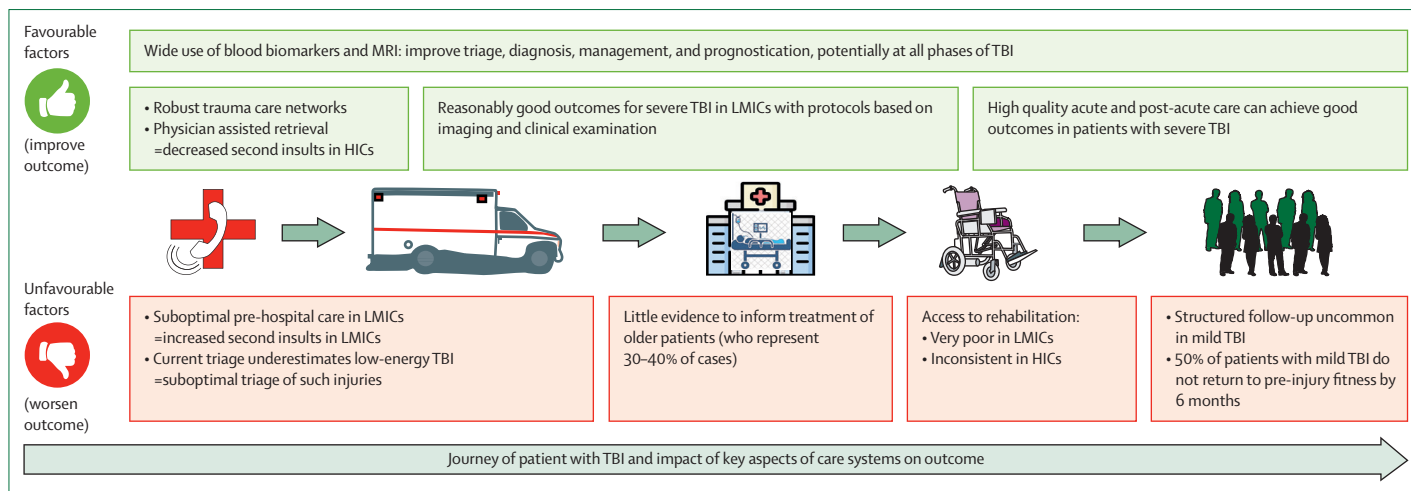 Favourable
factors
(improve
outcome)
Wide use of blood biomarkers and MRI: improve triage, diagnosis, management, and prognostication, potentially at all phases of TBI
• Robust trauma care networks
• Physician assisted retrieval
=decreased second insults in HICs
Reasonably good outcomes for severe TBI in LMICs with protocols based on
imaging and clinical examination
High quality acute and post-acute care can achieve good
outcomes in patients with severe TBI
Unfavourable
factors
(worsen
outcome)
• Suboptimal pre-hospital care in LMICs
=increased second insults in LMICs
• Current triage underestimates low-energy TBI
=suboptimal triage of such injuries
Little evidence to inform treatment of
older patients (who represent
30–40% of cases)
Access to rehabilitation:
• Very poor in LMICs
• Inconsistent in HICs
• Structured follow-up uncommon
in mild TBI
• 50% of patients with mild TBI do
not return to pre-injury fitness by
6 months
Journey of patient with TBI and impact of key aspects of care systems on outcome